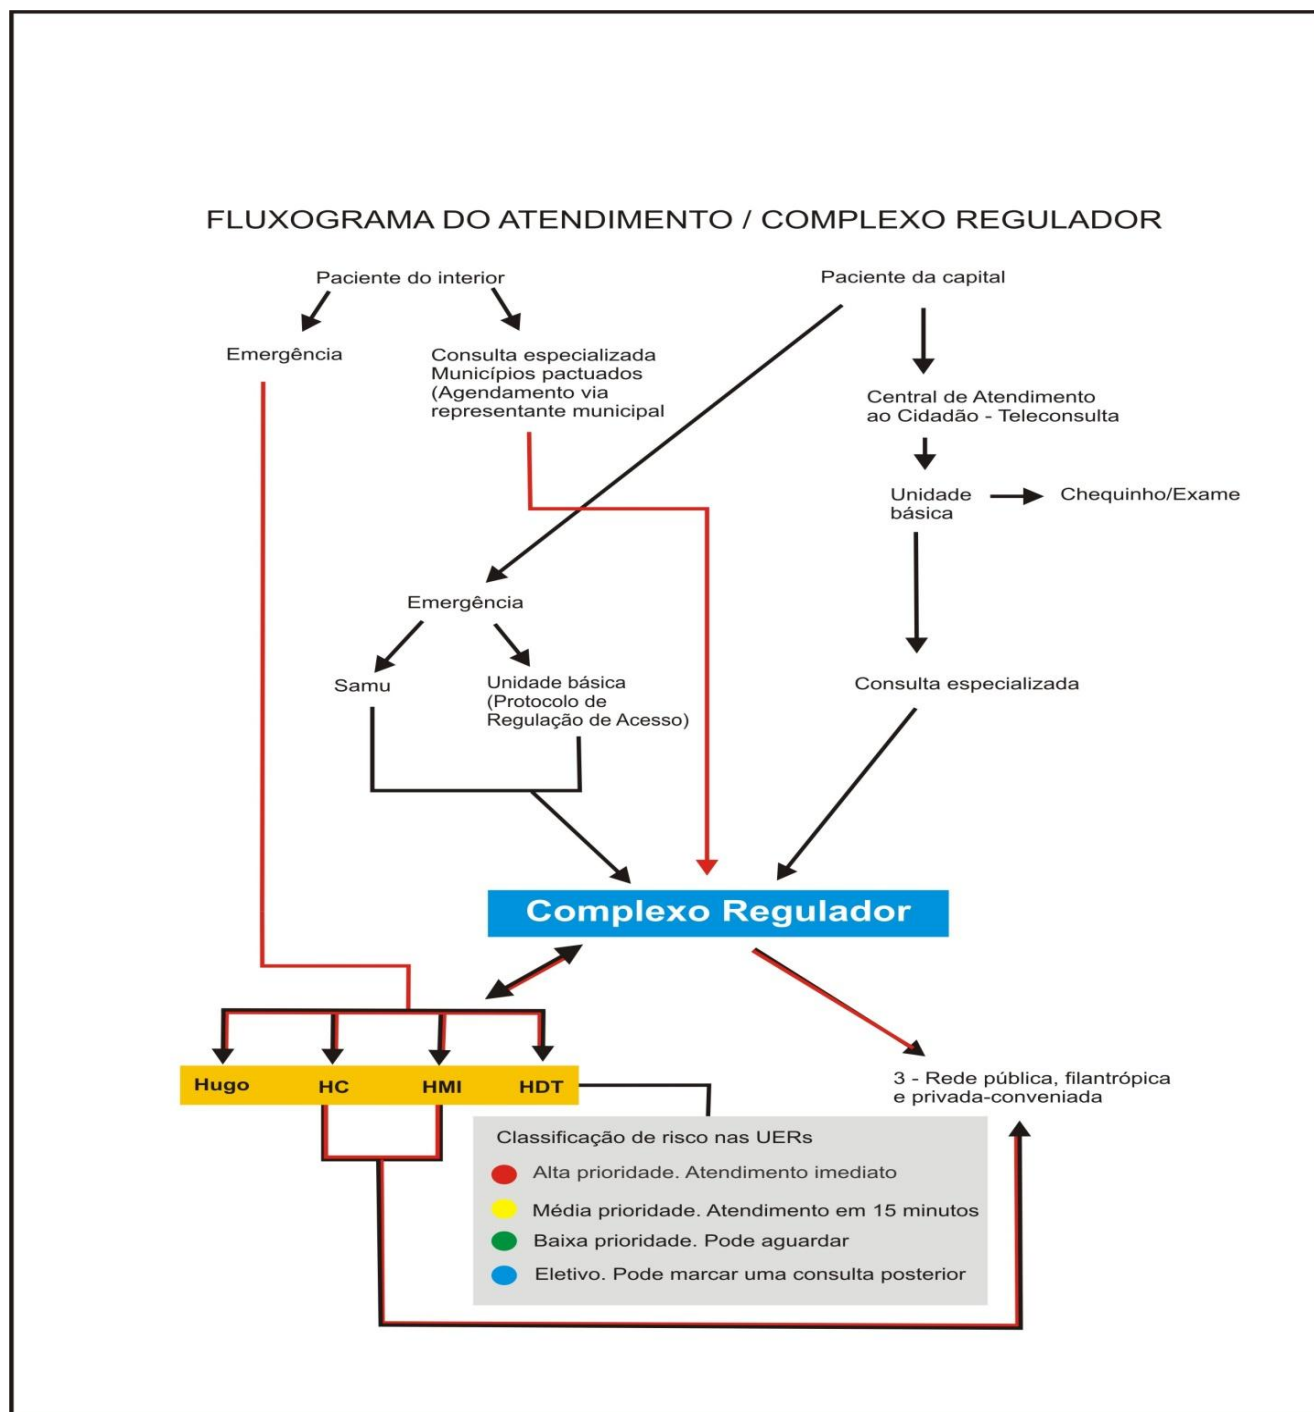 FLUXOGRAMA DO ATENDIMENTO / COMPLEXO REGULADOR
Paciente do interior
Paciente da capital
Emergência
Consulta especializada
Municípios pactuados
(Agendamento via
representante municipal
Central de Atendimento
ao Cidadão - Teleconsulta
Unidade
básica
Chequinho/Exame
Emergência
Samu
Unidade básica
(Protocolo de
Regulação de Acesso)
Consulta especializada
Complexo Regulador
Hugo
HC
HMI
HDT
3 - Rede pública, filantrópica
e privada-conveniada
Classificação de risco nas UERs
Alta prioridade. Atendimento imediato
Média prioridade. Atendimento em 15 minutos
Baixa prioridade. Pode aguardar
Eletivo. Pode marcar uma consulta posterior